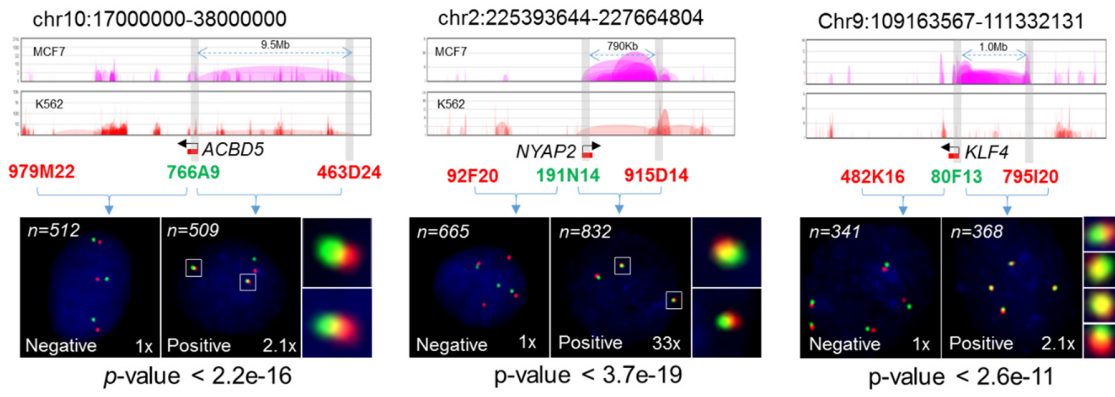 chr10:17000000-38000000
MCF7
9.5Mb
K562
ACBD5
979M22
766A9
463D24
n=512
n=509
Negative
1x
Positive
2.1x
p-value < 2.2e-16
chr2:225393644-227664804
MCF7
790Kb
K562
NYAP2
92F20
191N14
915D14
n=665
n=832
Negative
1x
Positive
33x
p-value < 3.7e-19
Chr9:109163567-111332131
1.0Mb
KLF4
482K16
80F13
795I20
n=341
n=368
Negative
1x
Positive
2.1x
p-value < 2.6e-11